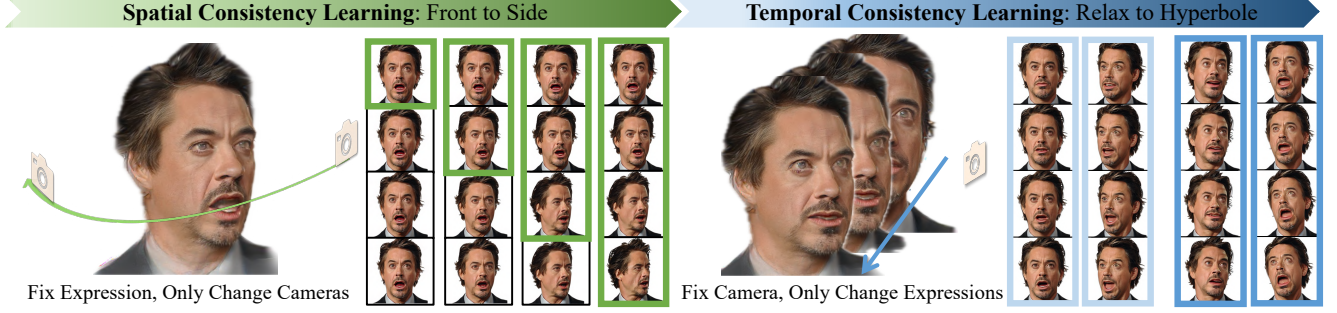 Spatial Consistency Learning: Front to Side
Temporal Consistency Learning: Relax to Hyperbole
Fix Expression, Only Change Cameras
Fix Camera, Only Change Expressions